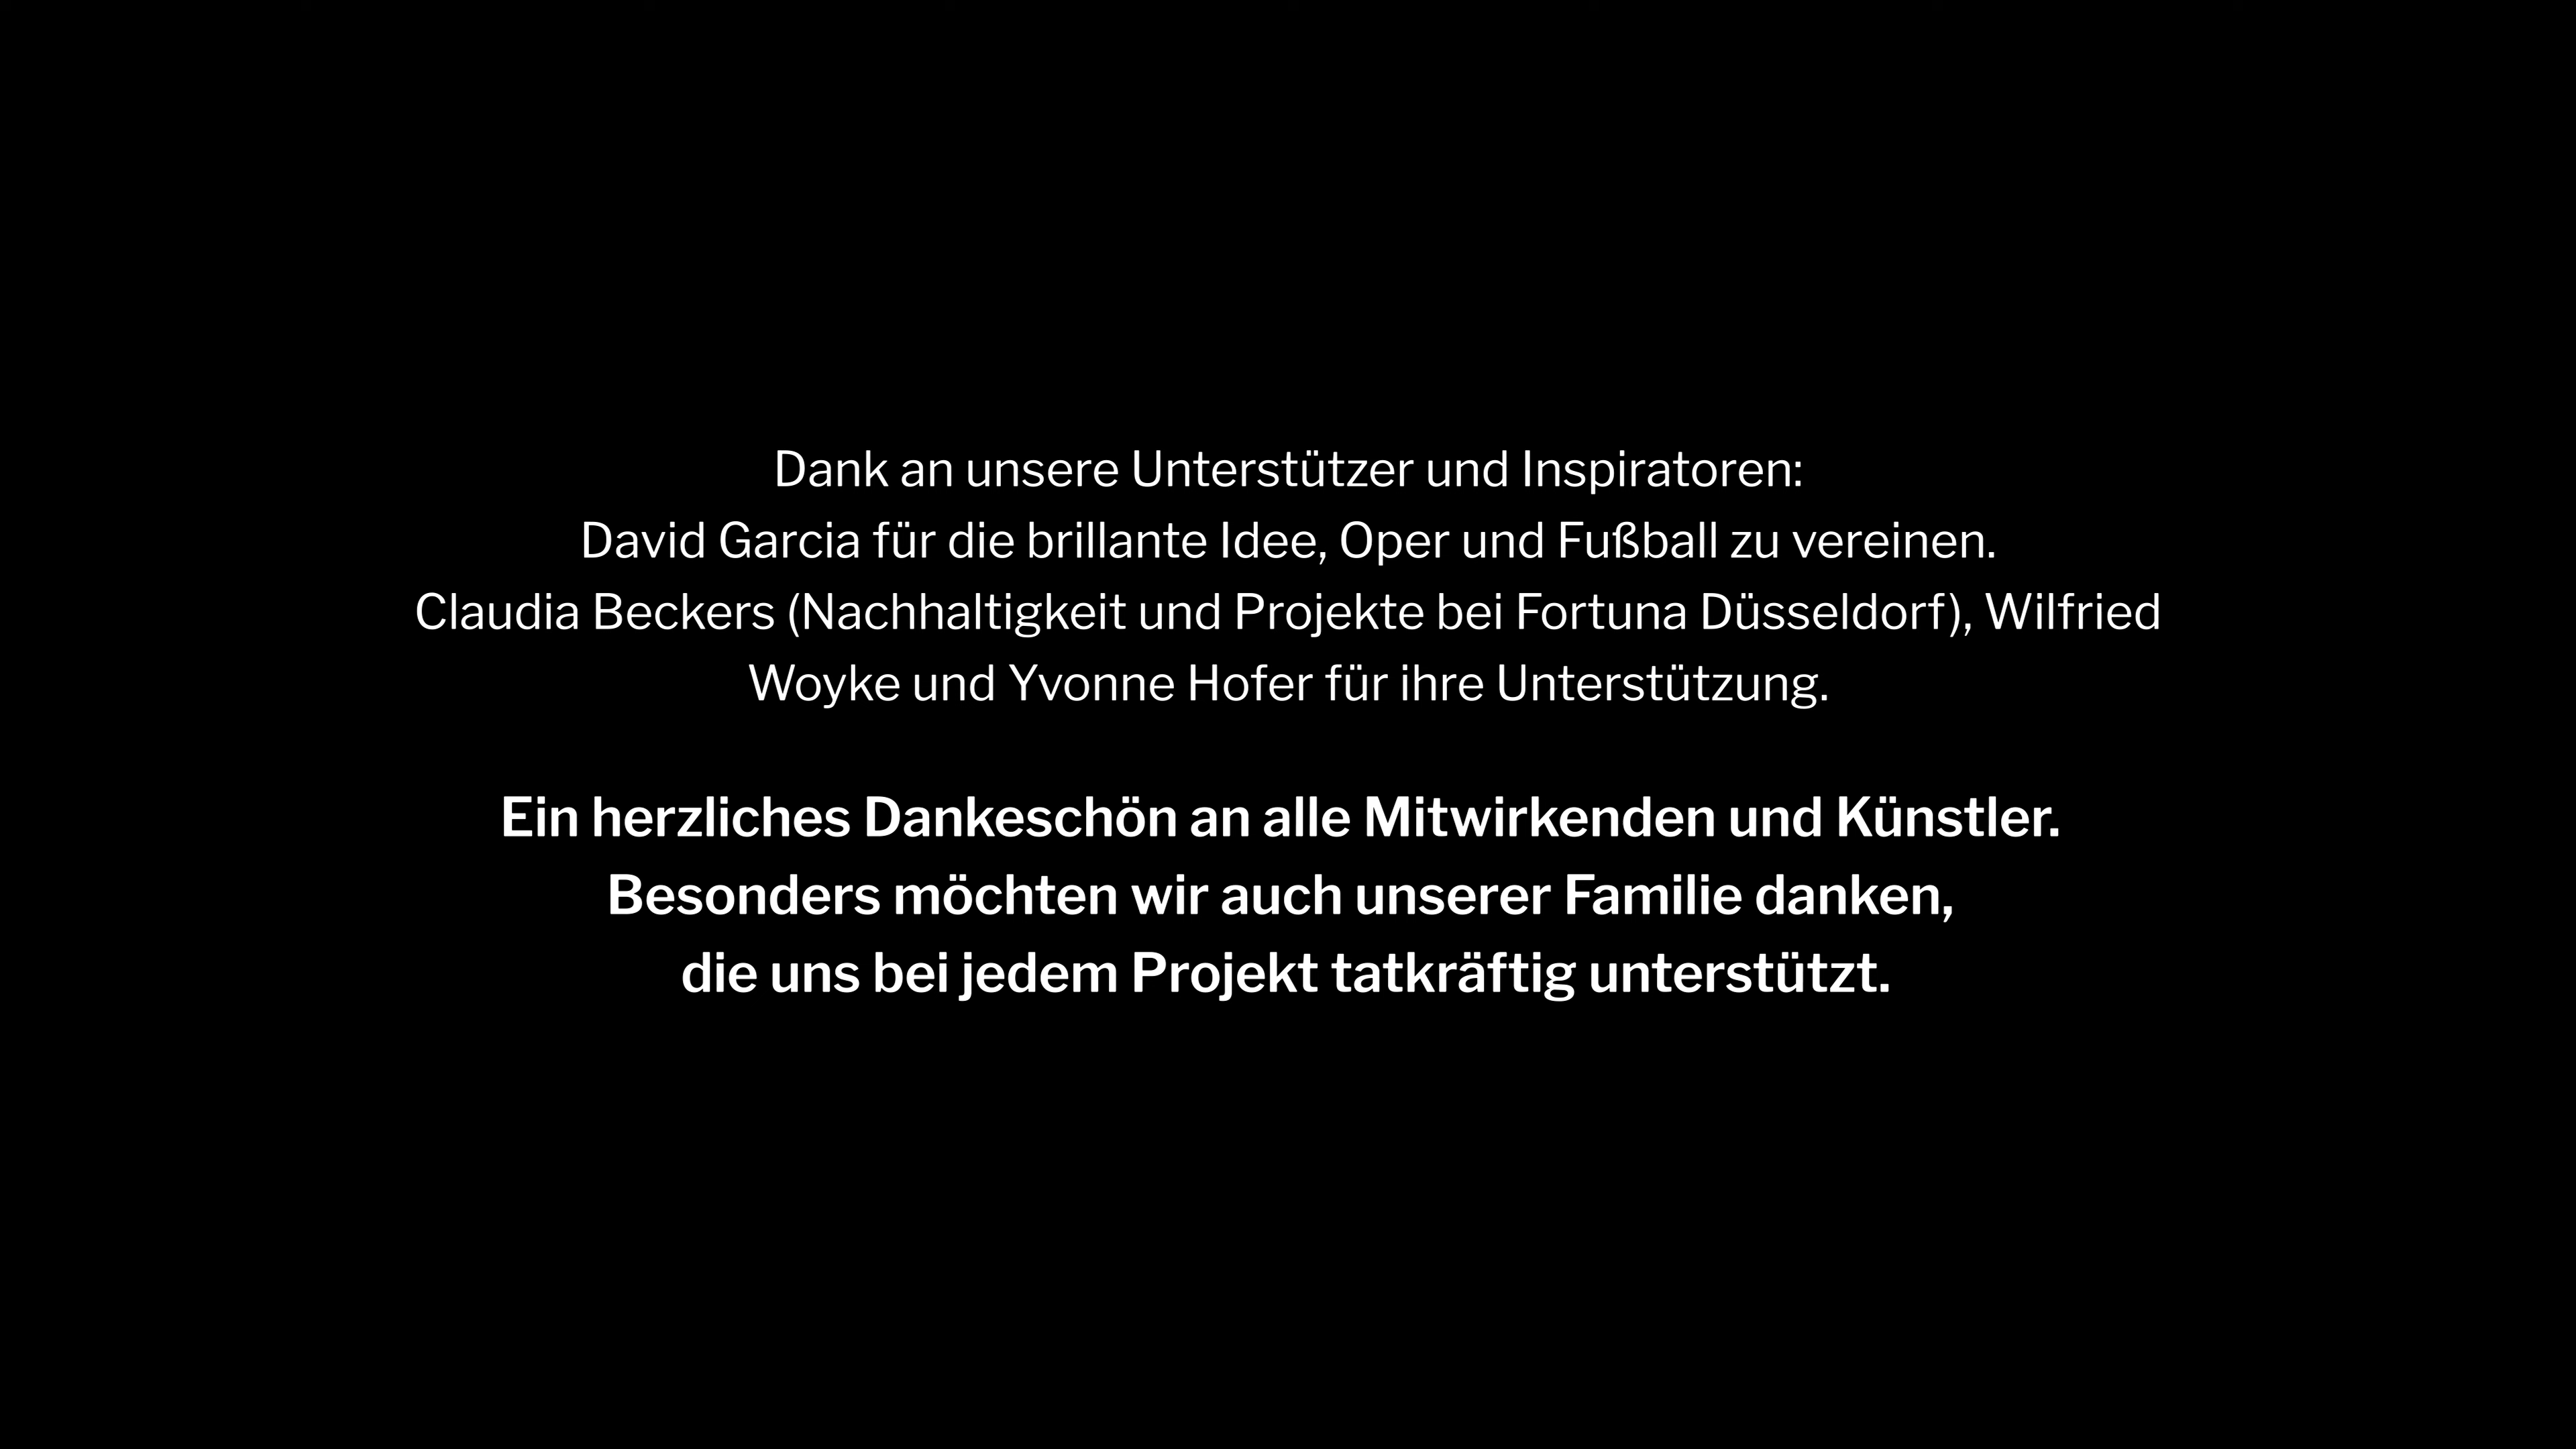 Dank an unsere Unterstützer und Inspiratoren:
David Garcia für die brillante Idee, Oper und Fußball zu vereinen.
Claudia Beckers (Nachhaltigkeit und Projekte bei Fortuna Düsseldorf), Wilfried
Woyke und Yvonne Hofer für ihre Unterstützung.
Ein herzliches Dankeschön an alle Mitwirkenden und Künstler.
Besonders möchten wir auch unserer Familie danken,
die uns bei jedem Projekt tatkräftig unterstützt.